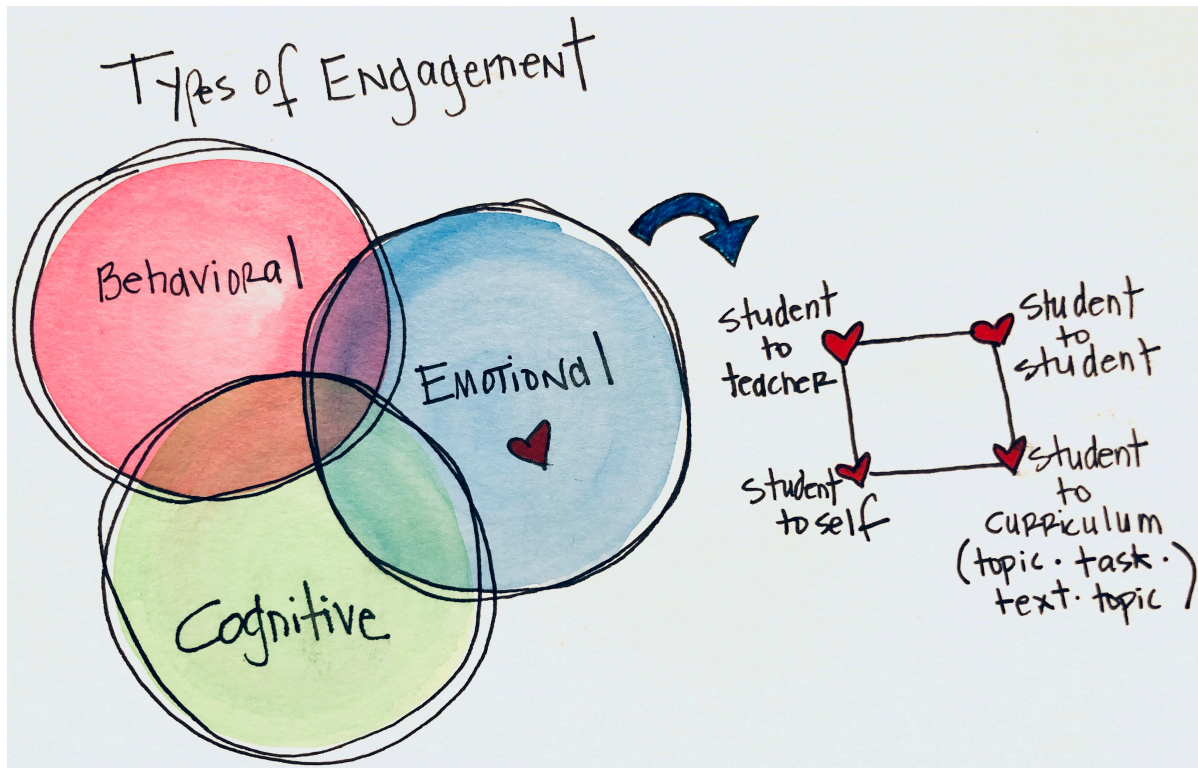 Types of Engagement
Behavioral
Emotional
Cognitive
student
to
teacher
student
to
student
student
to self
student
to
curriculum
(topic · task ·
text · topic)